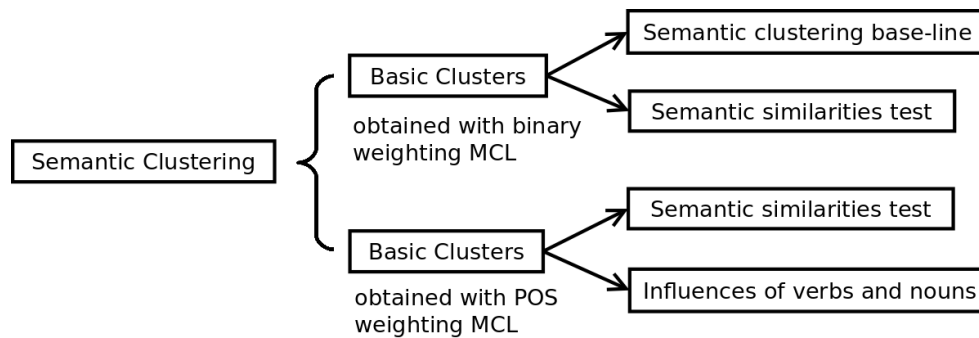 Semantic Clustering
Basic Clusters
obtained with binary
weighting MCL
Semantic clustering base-line
Semantic similarities test
Basic Clusters
obtained with POS
weighting MCL
Semantic similarities test
Influences of verbs and nouns